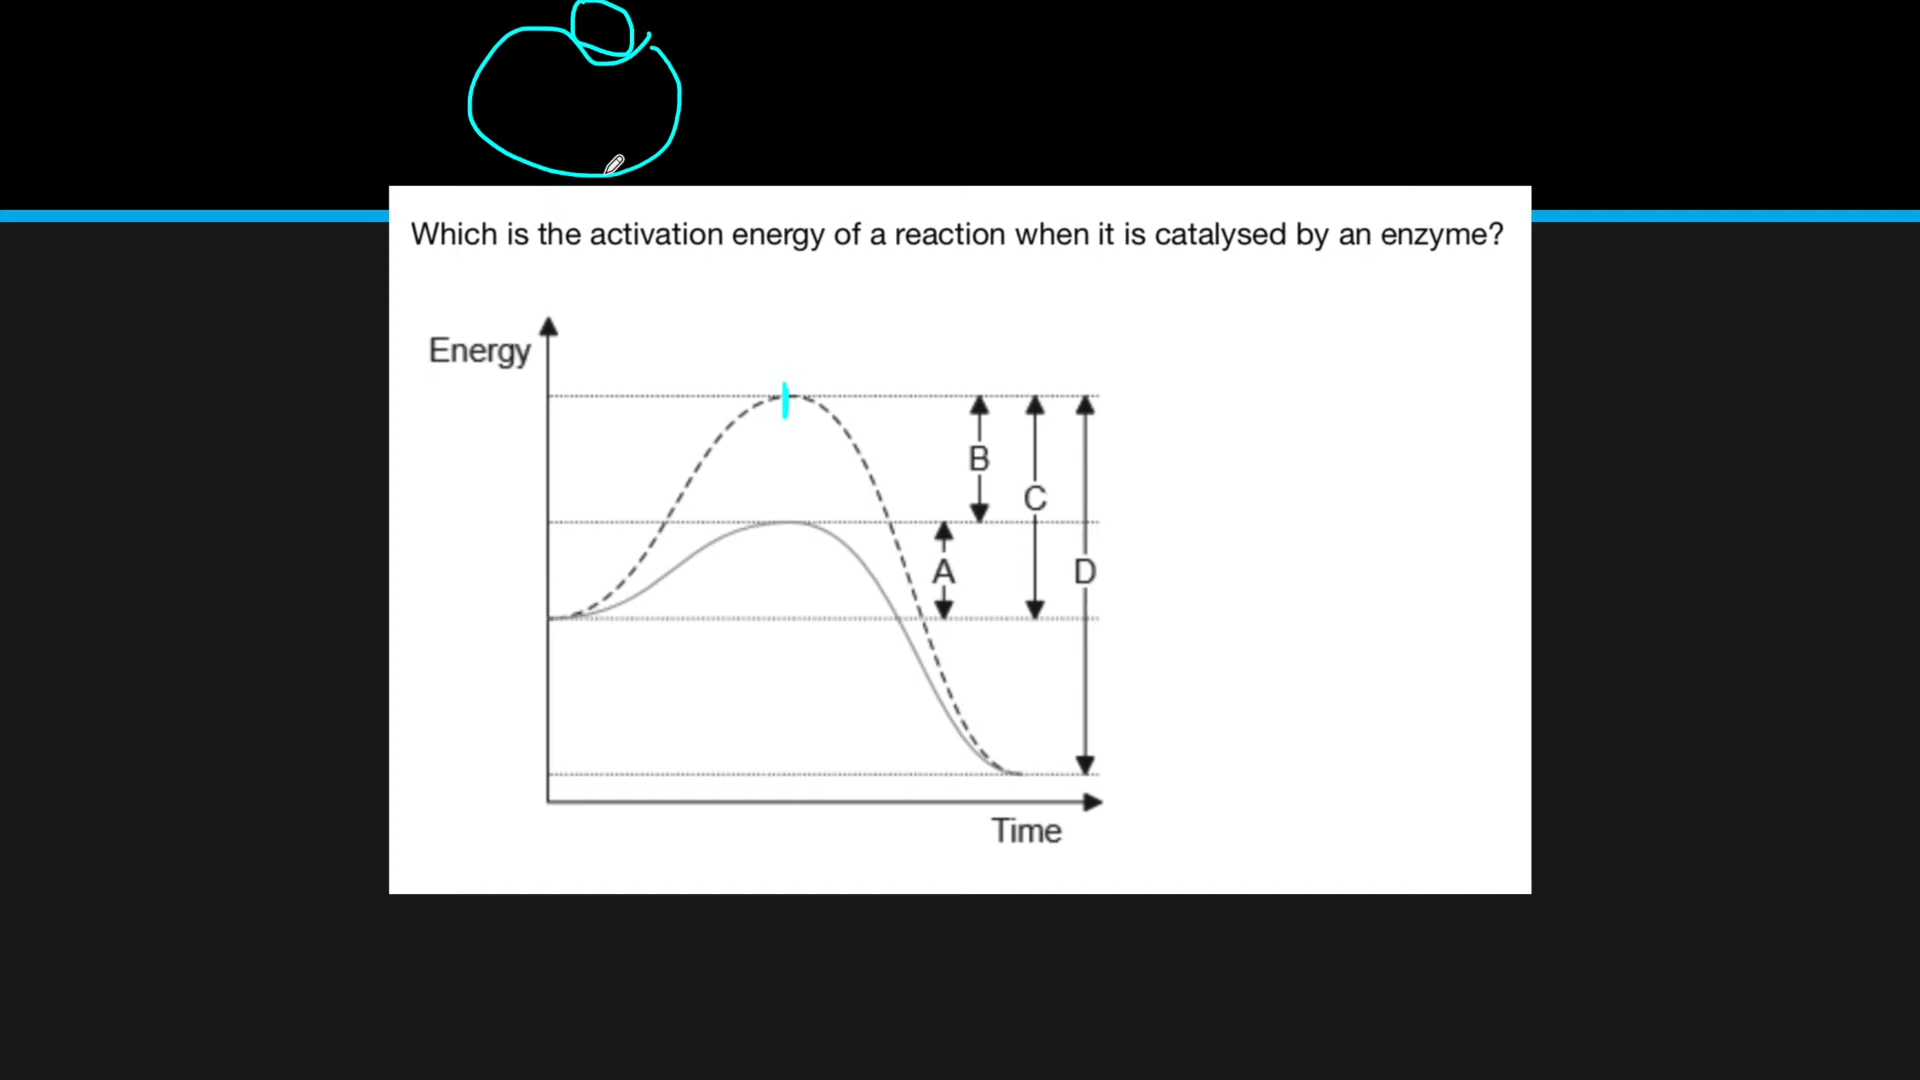 Which is the activation energy of a reaction when it is catalysed by an enzyme?
Energy
B
C
A
D
Time